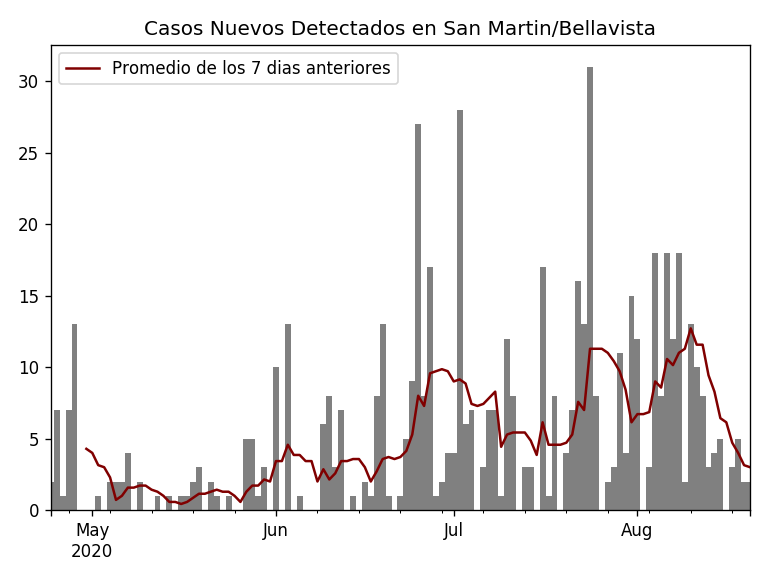 Casos Nuevos Detectados en San Martin/Bellavista
Promedio de los 7 dias anteriores
30
25
20
15
10
5
0
May
2020
Jun
Jul
Aug